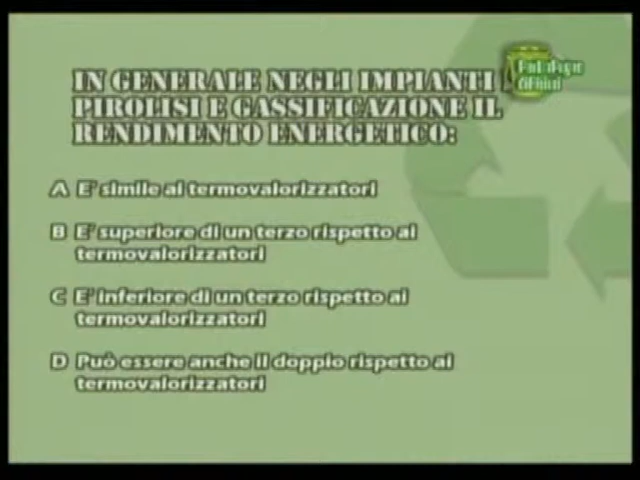 IN GENERALE NEGLI IMPIANTI A
PIROLISI E GASSIFICAZIONE IL
RENDIMENTO ENERGETICO:
A E' simile ai termovalorizzatori
B E' superiore di un terzo rispetto ai
termovalorizzatori
C E' inferiore di un terzo rispetto ai
termovalorizzatori
D Può essere anche il doppio rispetto ai
termovalorizzatori